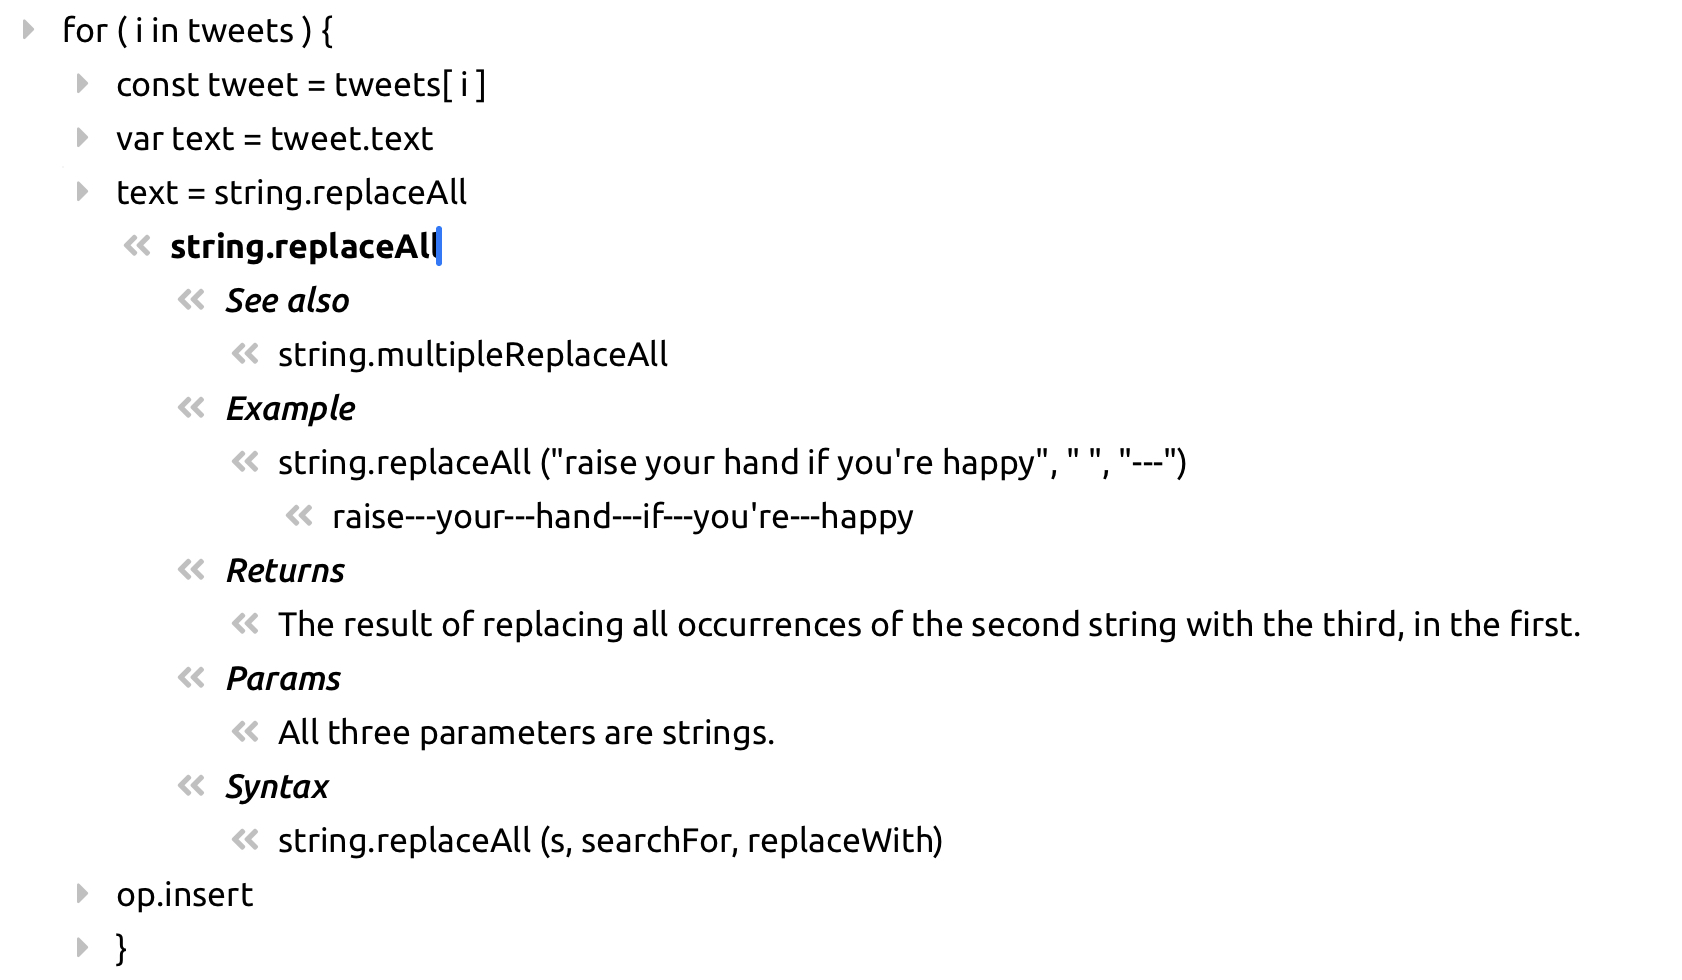 for ( i in tweets ) {
const tweet = tweets[ i ]
var text = tweet.text
text = string.replaceAll
string.replaceAll
See also
string.multipleReplaceAll
Example
string.replaceAll ("raise your hand if you're happy", " ", "---")
raise---your---hand---if---you're---happy
Returns
The result of replacing all occurrences of the second string with the third, in the first.
Params
All three parameters are strings.
Syntax
string.replaceAll (s, searchFor, replaceWith)
op.insert
}